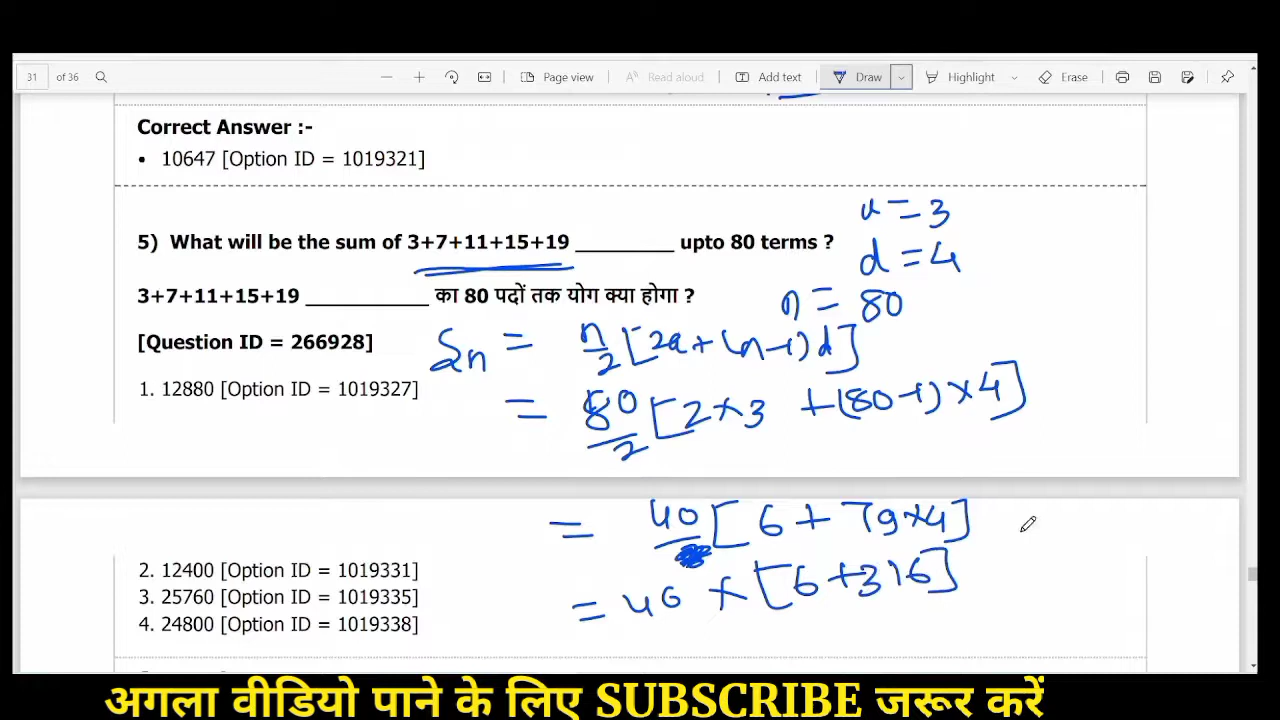 31 of 36 Page view Read aloud Add text Draw Highlight Erase
Correct Answer :-
• 10647 [Option ID = 1019321]
a = 3
5) What will be the sum of 3+7+11+15+19 ________ upto 80 terms ?
d = 4
3+7+11+15+19 __________ का 80 पदों तक योग क्या होगा ?
n = 80
[Question ID = 266928]
Sn = n/2 [2a + (n-1)d]
1. 12880 [Option ID = 1019327]
= 80/2 [2×3 + (80-1)×4]
= 40 [6 + 79×4]
2. 12400 [Option ID = 1019331]
= 40 × [6+316]
3. 25760 [Option ID = 1019335]
4. 24800 [Option ID = 1019338]
अगला वीडियो पाने के लिए SUBSCRIBE जरूर करें